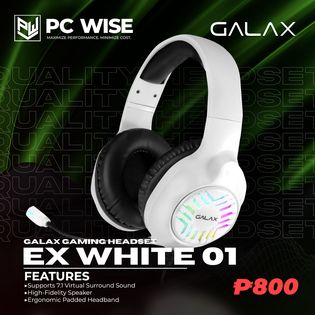 PC WISE
MAXIMIZE PERFORMANCE, MINIMIZE COST.
GALAX
QUALITY HEADSET
GALAX
GALAX GAMING HEADSET
EX WHITE 01
FEATURES
•Supports 7.1 Virtual Surround Sound
•High-Fidelity Speaker
•Ergonomic Padded Headband
₱800